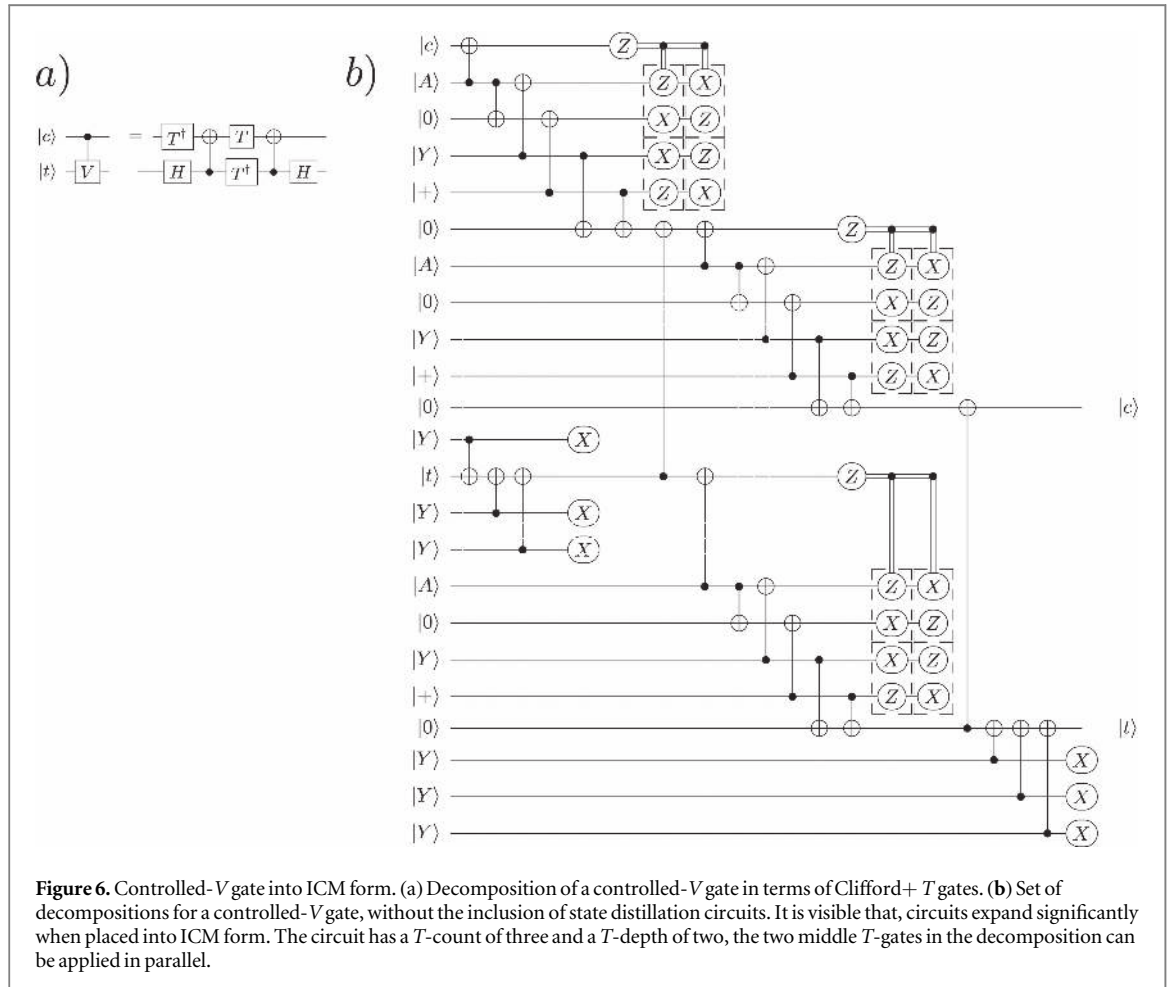 a)
|c⟩ = T† T
|t⟩ V H T† H
b)
|c⟩ Z
|A⟩ Z X
|0⟩ X Z
|Y⟩ X Z
|+⟩ Z X
|0⟩ Z
|A⟩ Z X
|0⟩ X Z
|Y⟩ X Z
|+⟩ Z X
|0⟩ |c⟩
|Y⟩ X
|t⟩ Z
|Y⟩ X
|Y⟩ X
|A⟩ Z X
|0⟩ X Z
|Y⟩ X Z
|+⟩ Z X
|0⟩ |t⟩
|Y⟩ X
|Y⟩ X
|Y⟩ X
Figure 6. Controlled-V gate into ICM form. (a) Decomposition of a controlled-V gate in terms of Clifford+ T gates. (b) Set of
decompositions for a controlled-V gate, without the inclusion of state distillation circuits. It is visible that, circuits expand significantly
when placed into ICM form. The circuit has a T-count of three and a T-depth of two, the two middle T-gates in the decomposition can
be applied in parallel.